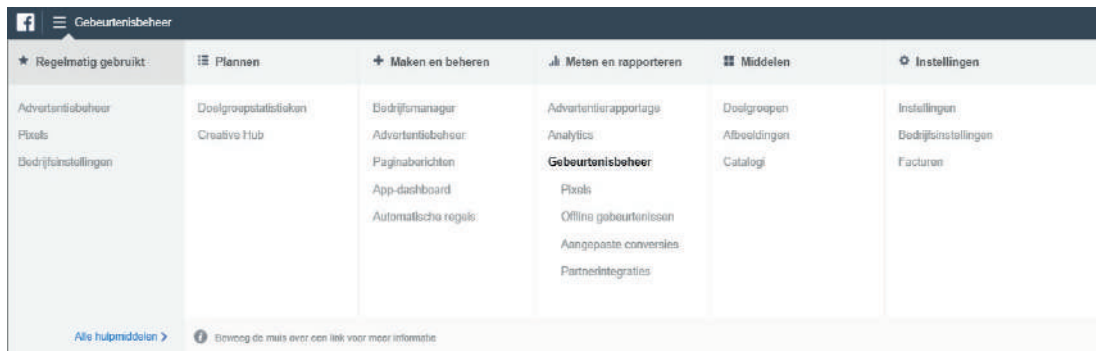 Gebeurtenisbeheer
Regelmatig gebruikt
Advertentiebeheer
Pixels
Bedrijfsinstellingen
Alle hulpmiddelen >
Plannen
Doelgroepstatistieken
Creative Hub
Maken en beheren
Bedrijfsmanager
Advertentiebeheer
Paginaberichten
App-dashboard
Automatische regels
Meten en rapporteren
Advertentierapportage
Analytics
Gebeurtenisbeheer
Pixels
Offline gebeurtenissen
Aangepaste conversies
Partnerintegraties
Middelen
Doelgroepen
Afbeeldingen
Catalogi
Instellingen
Instellingen
Bedrijfsinstellingen
Facturen
Beweeg de muis over een link voor meer informatie